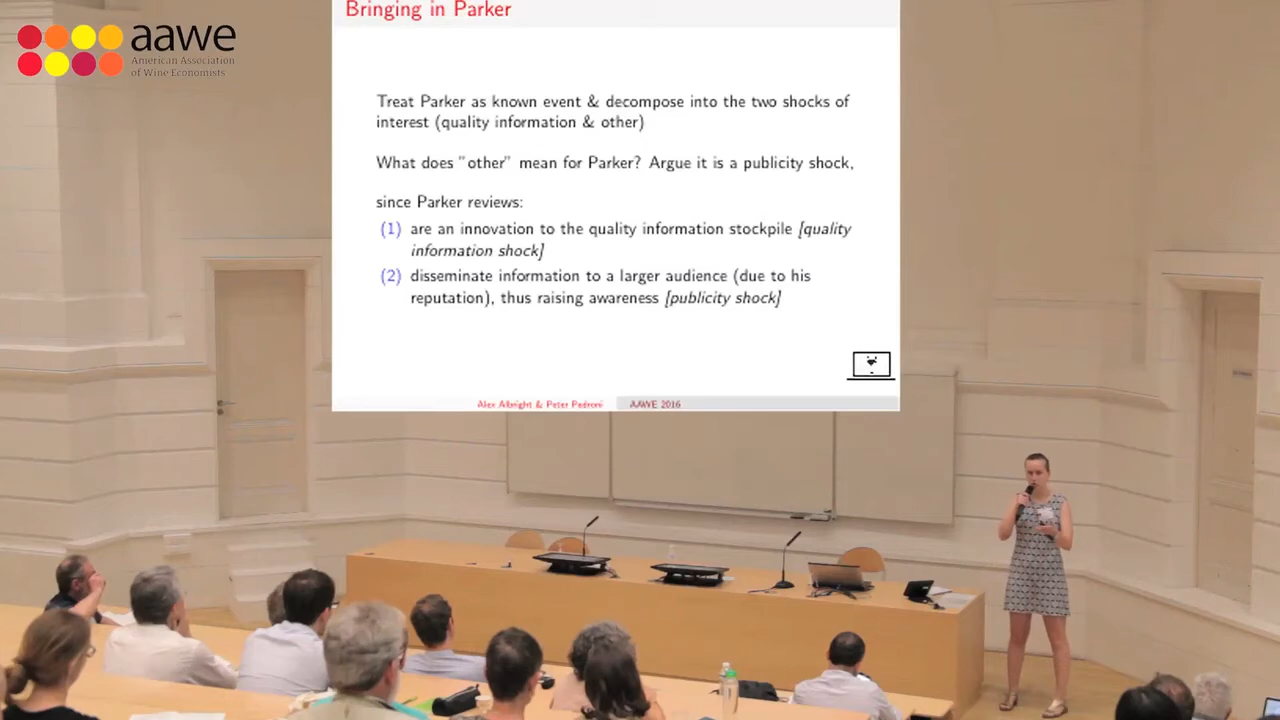 aawe
American Association
of Wine Economists
Bringing in Parker
Treat Parker as known event & decompose into the two shocks of
interest (quality information & other)
What does "other" mean for Parker? Argue it is a publicity shock,
since Parker reviews:
(1) are an innovation to the quality information stockpile [quality
information shock]
(2) disseminate information to a larger audience (due to his
reputation), thus raising awareness [publicity shock]
Alex Albright & Peter Pedroni AAWE 2016